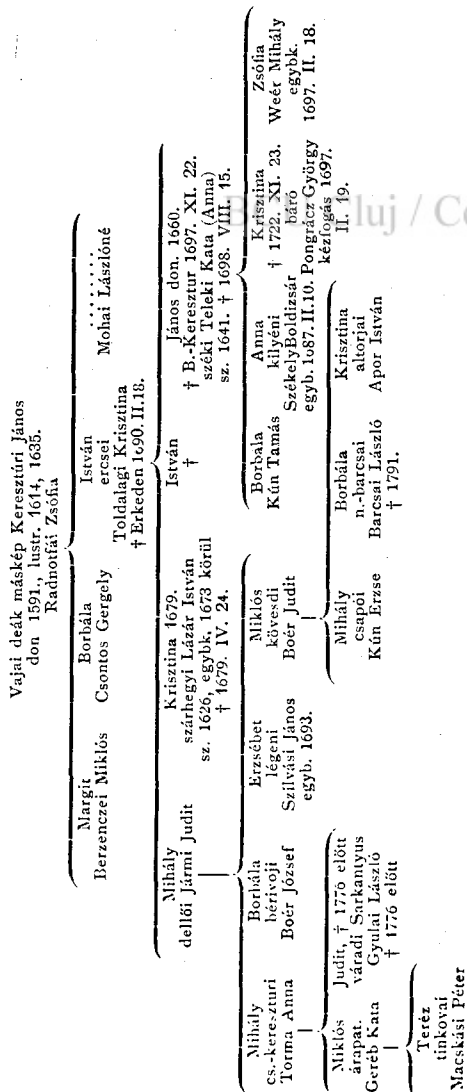 Vajai deák máskép Keresztúri János
don 1591., lustr. 1614, 1635.
Radnotfái Zsófia
Margit
Berzenczei Miklós
Borbála
Csontos Gergely
István
ercsei
Toldalagi Krisztina
† Erkeden 1690. II. 18.
. . . . . . . .
Mohai Lászlóné
Mihály
dellői Jármi Judit
Krisztina 1679.
szárhegyi Lázár István
sz. 1626, egybk, 1673 körül
† 1679. IV. 24.
István
†
János don. 1660.
† B.-Keresztur 1697. XI. 22.
széki Teleki Kata (Anna)
sz. 1641. † 1698. VIII. 15.
Mihály
cs.-kereszturi
Torma Anna
Borbála
bérivoji
Boér József
Erzsébet
légeni
Szilvási János
egyb. 1693.
Miklós
kövesdi
Boér Judit
Borbála
Kún Tamás
Anna
kilyéni
Székely Boldizsár
egyb. 1687. II. 10.
Krisztina
† 1722. XI. 23.
báró
Pongrácz György
kézfogás 1697.
II. 19.
Zsófia
Weér Mihály
egybk.
1697. II. 18.
Miklós
árapat.
Geréb Kata
Judit, † 1776 előtt
váradi Sarkantyus
Gyulai László
† 1776 előtt
Mihály
csapói
Kún Erzse
Borbála
n.-barcsai
Barcsai László
† 1791.
Krisztina
altorjai
Apor István
Teréz
tinkovai
Macskási Péter
luj / Co